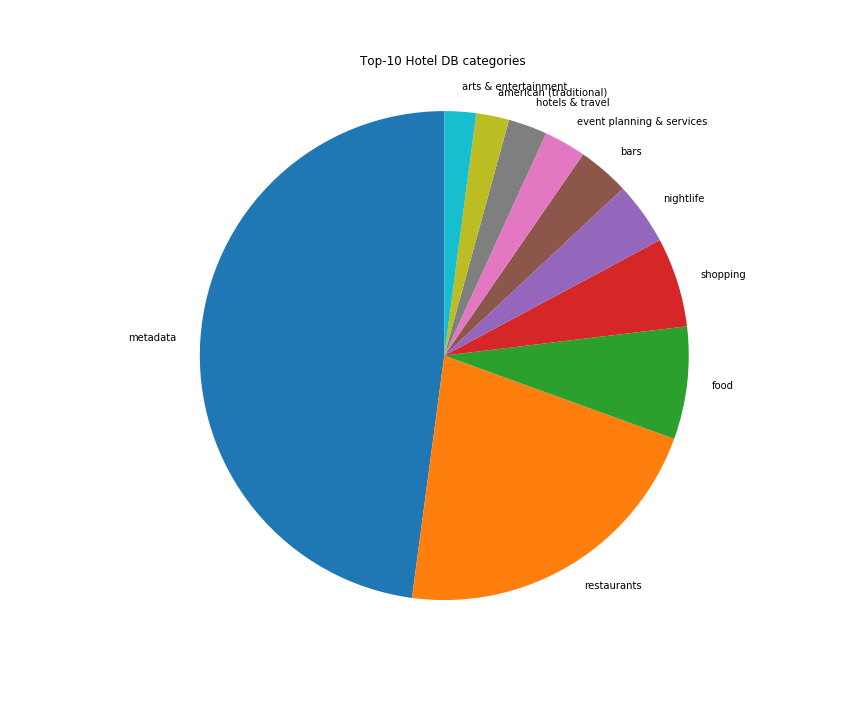 Top-10 Hotel DB categories
arts & entertainment
american (traditional)
hotels & travel
event planning & services
bars
nightlife
shopping
metadata
food
restaurants